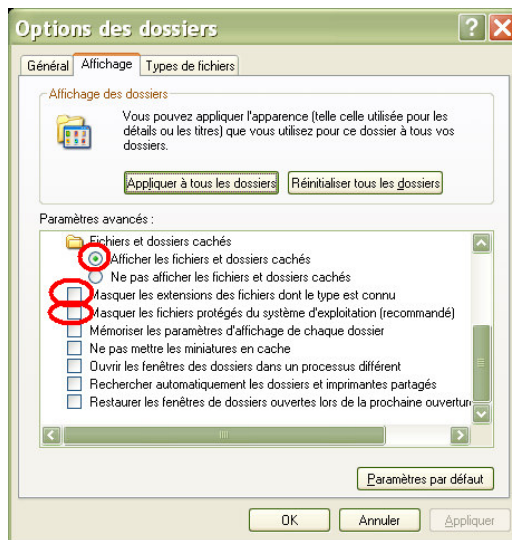 Options des dossiers
Général Affichage Types de fichiers
Affichage des dossiers
Vous pouvez appliquer l'apparence (telle celle utilisée pour les
détails ou les titres) que vous utilisez pour ce dossier à tous vos
dossiers.
Appliquer à tous les dossiers Réinitialiser tous les dossiers
Paramètres avancés :
Fichiers et dossiers cachés
Afficher les fichiers et dossiers cachés
Ne pas afficher les fichiers et dossiers cachés
Masquer les extensions des fichiers dont le type est connu
Masquer les fichiers protégés du système d'exploitation (recommandé)
Mémoriser les paramètres d'affichage de chaque dossier
Ne pas mettre les miniatures en cache
Ouvrir les fenêtres des dossiers dans un processus différent
Rechercher automatiquement les dossiers et imprimantes partagés
Restaurer les fenêtres de dossiers ouvertes lors de la prochaine ouverture
Paramètres par défaut
OK Annuler Appliquer